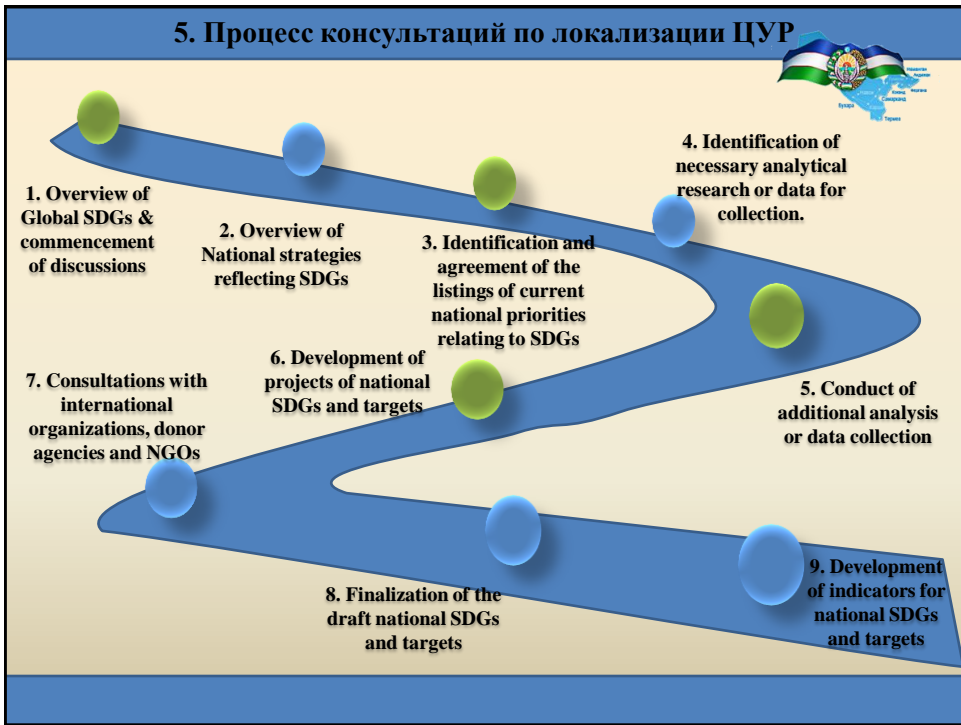 5. Процесс консультаций по локализации ЦУР
Бухара
Самарканд
Термез
1. Overview of
Global SDGs &
commencement
of discussions
2. Overview of
National strategies
reflecting SDGs
3. Identification and
agreement of the
listings of current
national priorities
relating to SDGs
4. Identification of
necessary analytical
research or data for
collection.
5. Conduct of
additional analysis
or data collection
6. Development of
projects of national
SDGs and targets
7. Consultations with
international
organizations, donor
agencies and NGOs
8. Finalization of the
draft national SDGs
and targets
9. Development
of indicators for
national SDGs
and targets